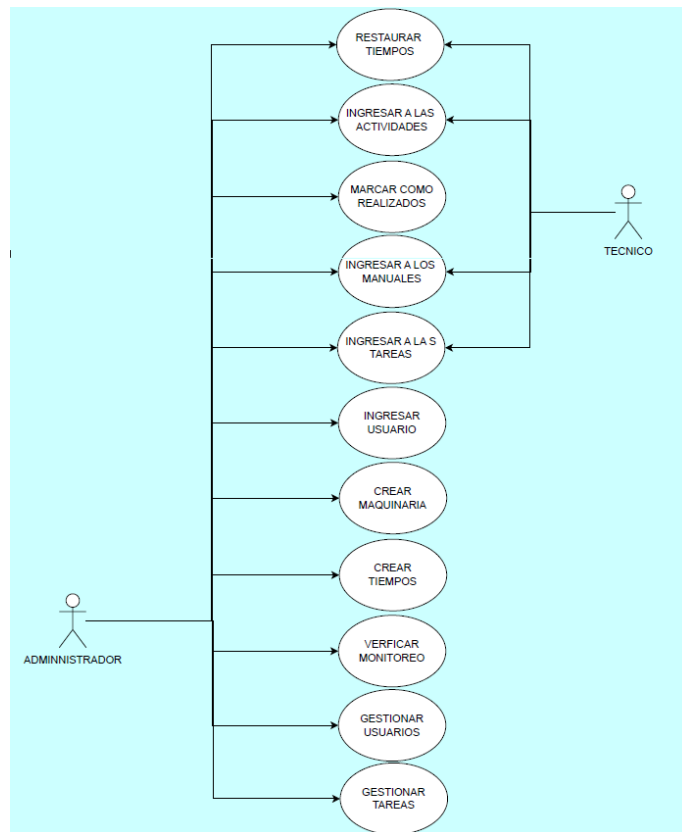 RESTAURAR
TIEMPOS
INGRESAR A LAS
ACTIVIDADES
MARCAR COMO
REALIZADOS
TECNICO
INGRESAR A LOS
MANUALES
INGRESAR A LA S
TAREAS
INGRESAR
USUARIO
CREAR
MAQUINARIA
CREAR
TIEMPOS
ADMINNISTRADOR
VERFICAR
MONITOREO
GESTIONAR
USUARIOS
GESTIONAR
TAREAS